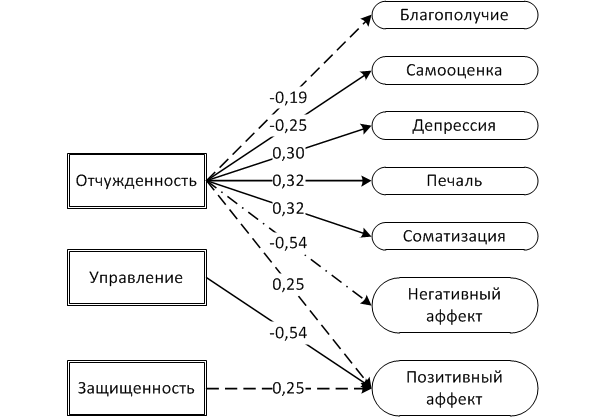 Благополучие
Самооценка
Депрессия
Печаль
Соматизация
Негативный
аффект
Позитивный
аффект
Отчужденность
Управление
Защищенность
-0,19
-0,25
0,30
0,32
0,32
-0,54
0,25
-0,54
0,25